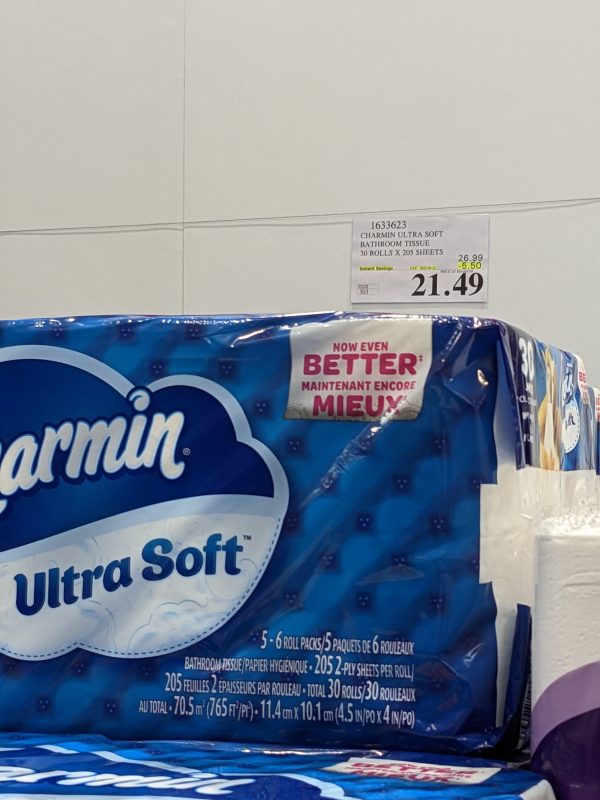 1633623
CHARMIN ULTRA SOFT
BATHROOM TISSUE
30 ROLLS X 205 SHEETS
26.99
Instant Savings
-5.50
21.49
NOW EVEN
BETTER‡
MAINTENANT ENCORE
MIEUX‡
30
armin®
Ultra Soft™
5 - 6 ROLL PACKS/5 PAQUETS DE 6 ROULEAUX
BATHROOM TISSUE/PAPIER HYGIÉNIQUE • 205 2-PLY SHEETS PER ROLL/
205 FEUILLES 2 ÉPAISSEURS PAR ROULEAU • TOTAL 30 ROLLS/30 ROULEAUX
AU TOTAL • 70.5 m² (765 FT²/PI²) • 11.4 cm X 10.1 cm (4.5 IN/PO X 4 IN/PO)